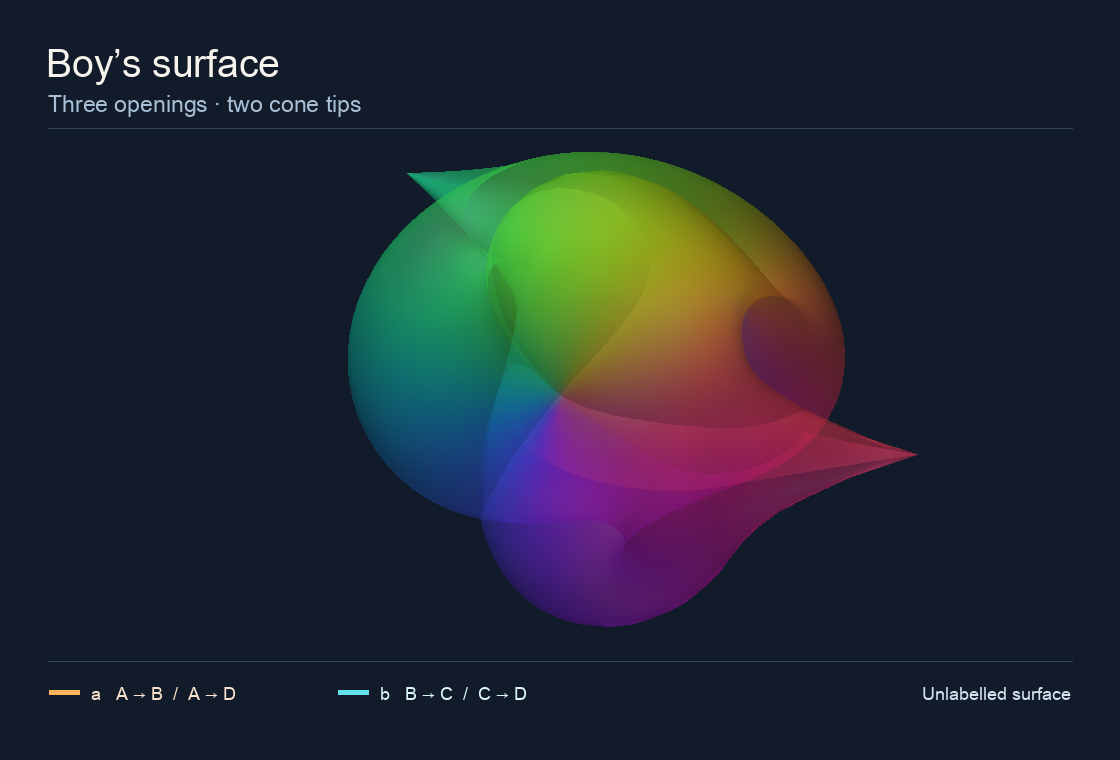 Boy’s surface
Three openings · two cone tips
a A→B / A→D
b B→C / C→D
Unlabelled surface